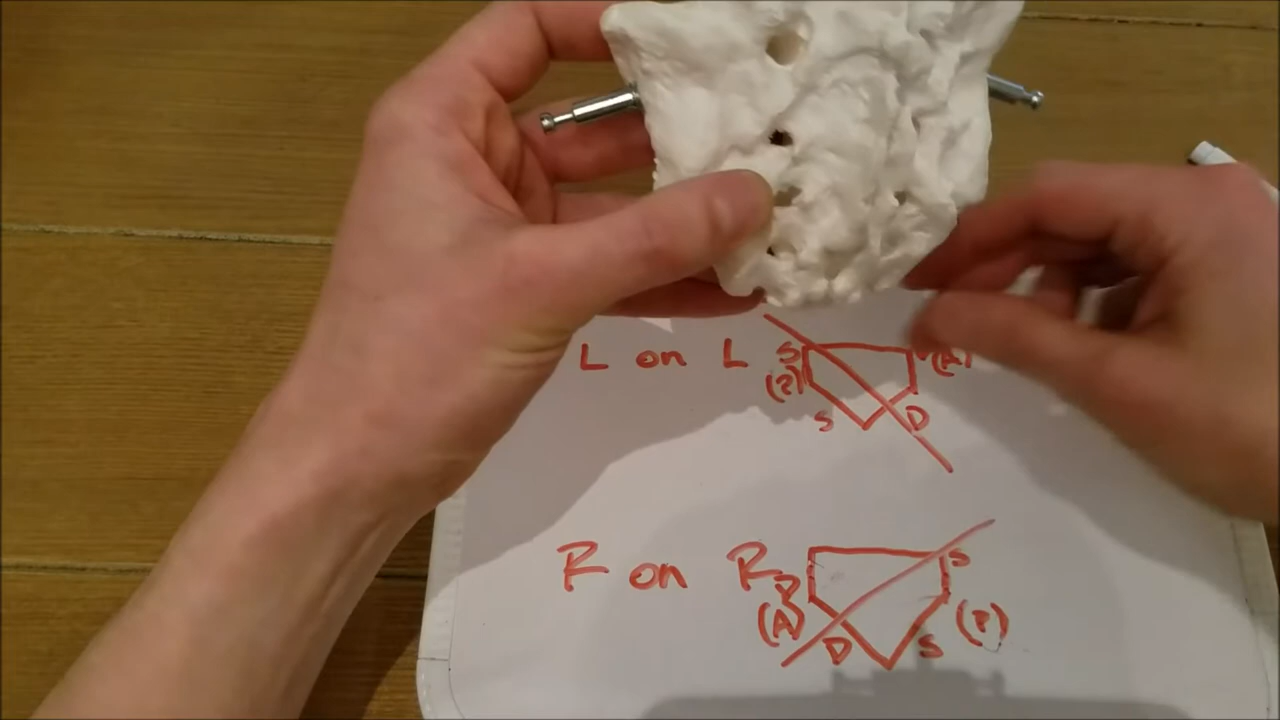 L on L S (A)
(P)
S D
R on R D S
(A) (P)
D S